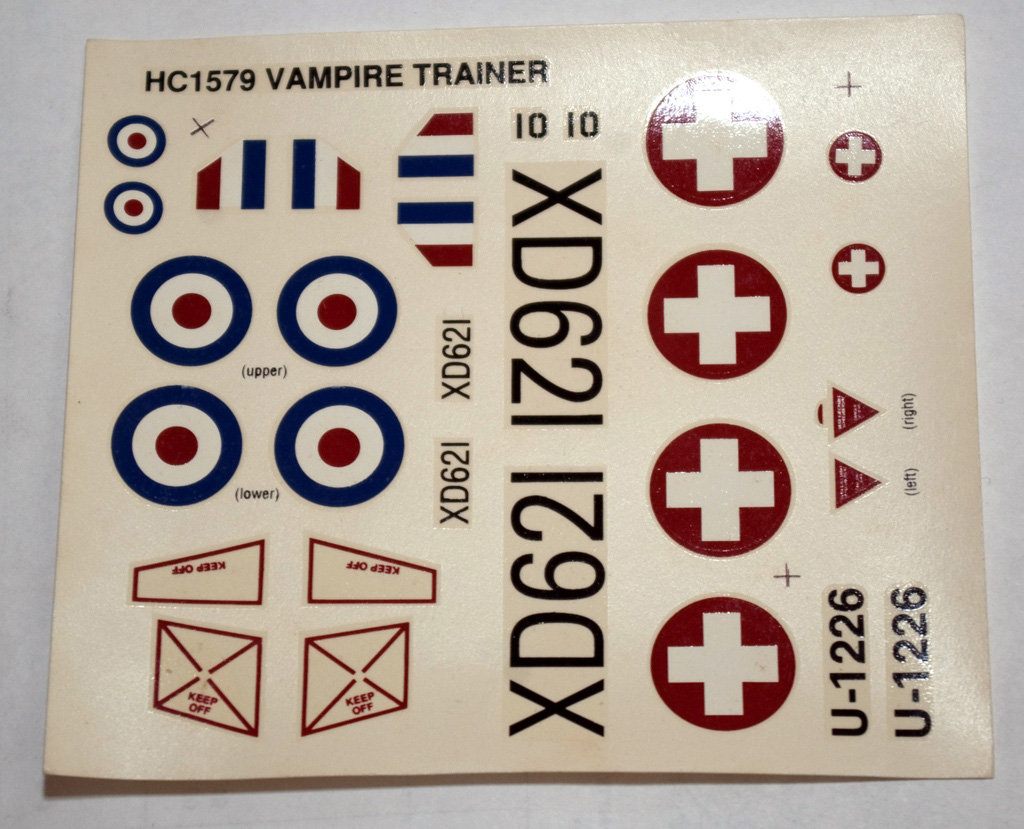 HC1579 VAMPIRE TRAINER
10 10
XD621
XD621
XD621
XD621
(upper)
(lower)
KEEP OFF
KEEP OFF
KEEP
OFF
KEEP
OFF
(right)
(left)
U-1226
U-1226